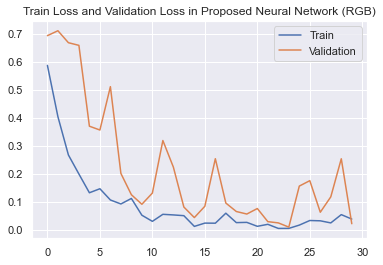 Train Loss and Validation Loss in Proposed Neural Network (RGB)
Train
Validation
0.7
0.6
0.5
0.4
0.3
0.2
0.1
0.0
0 5 10 15 20 25 30